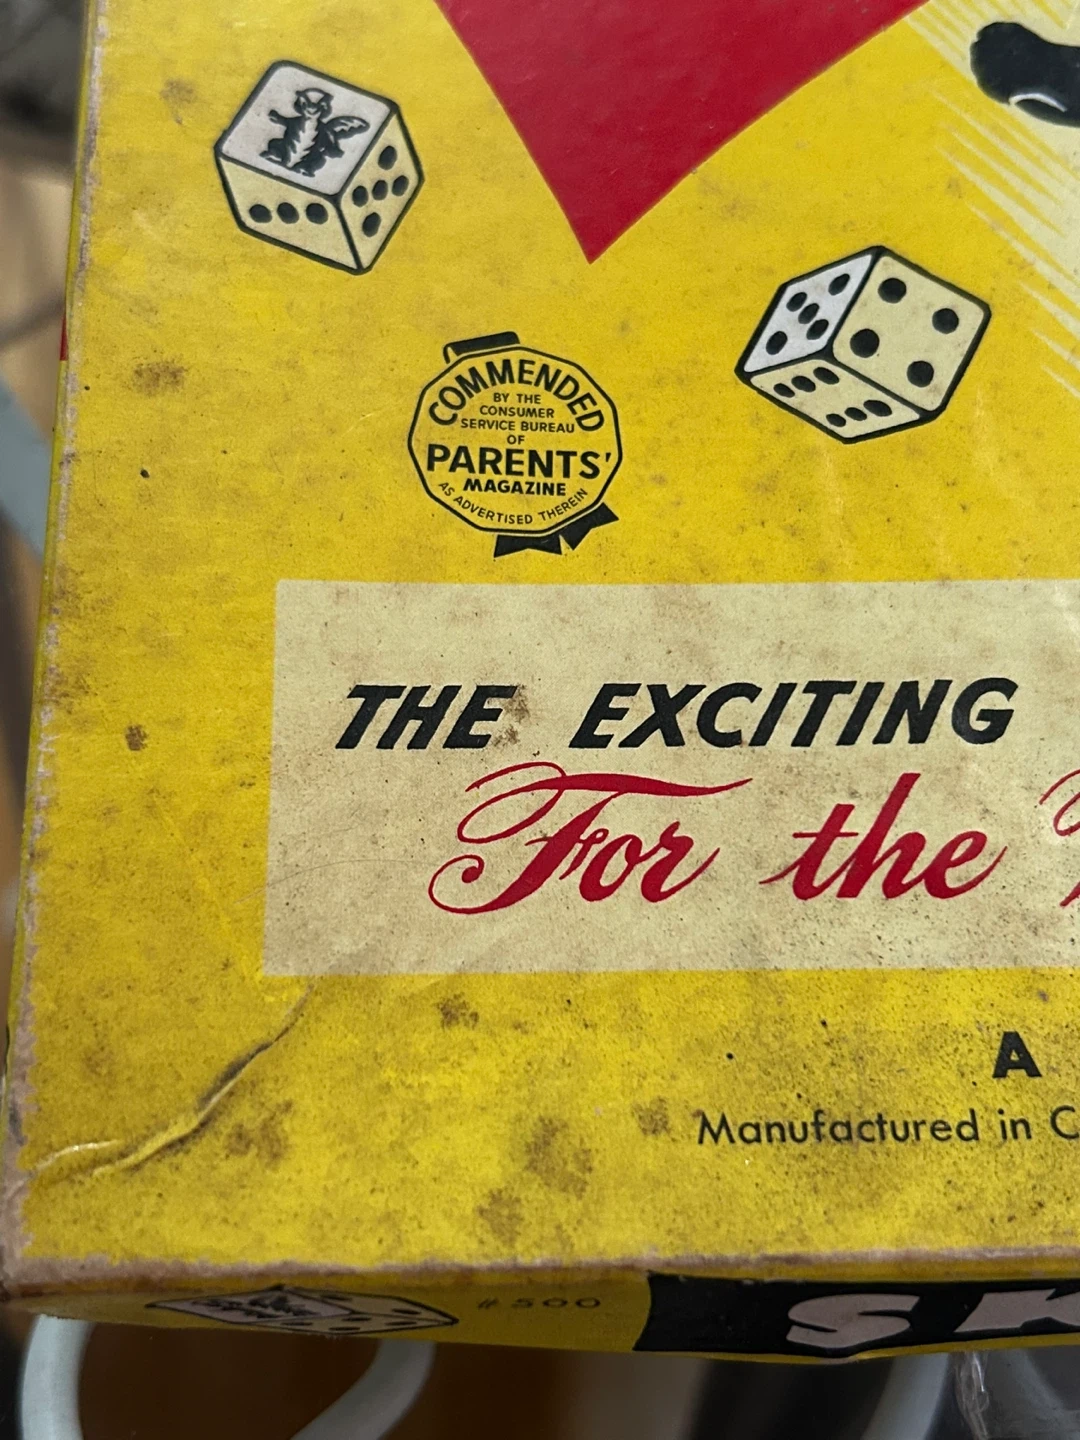 COMMENDED
BY THE
CONSUMER
SERVICE BUREAU
OF
PARENTS'
MAGAZINE
AS ADVERTISED THEREIN
THE EXCITING
For the
A
Manufactured in C
#500
SK